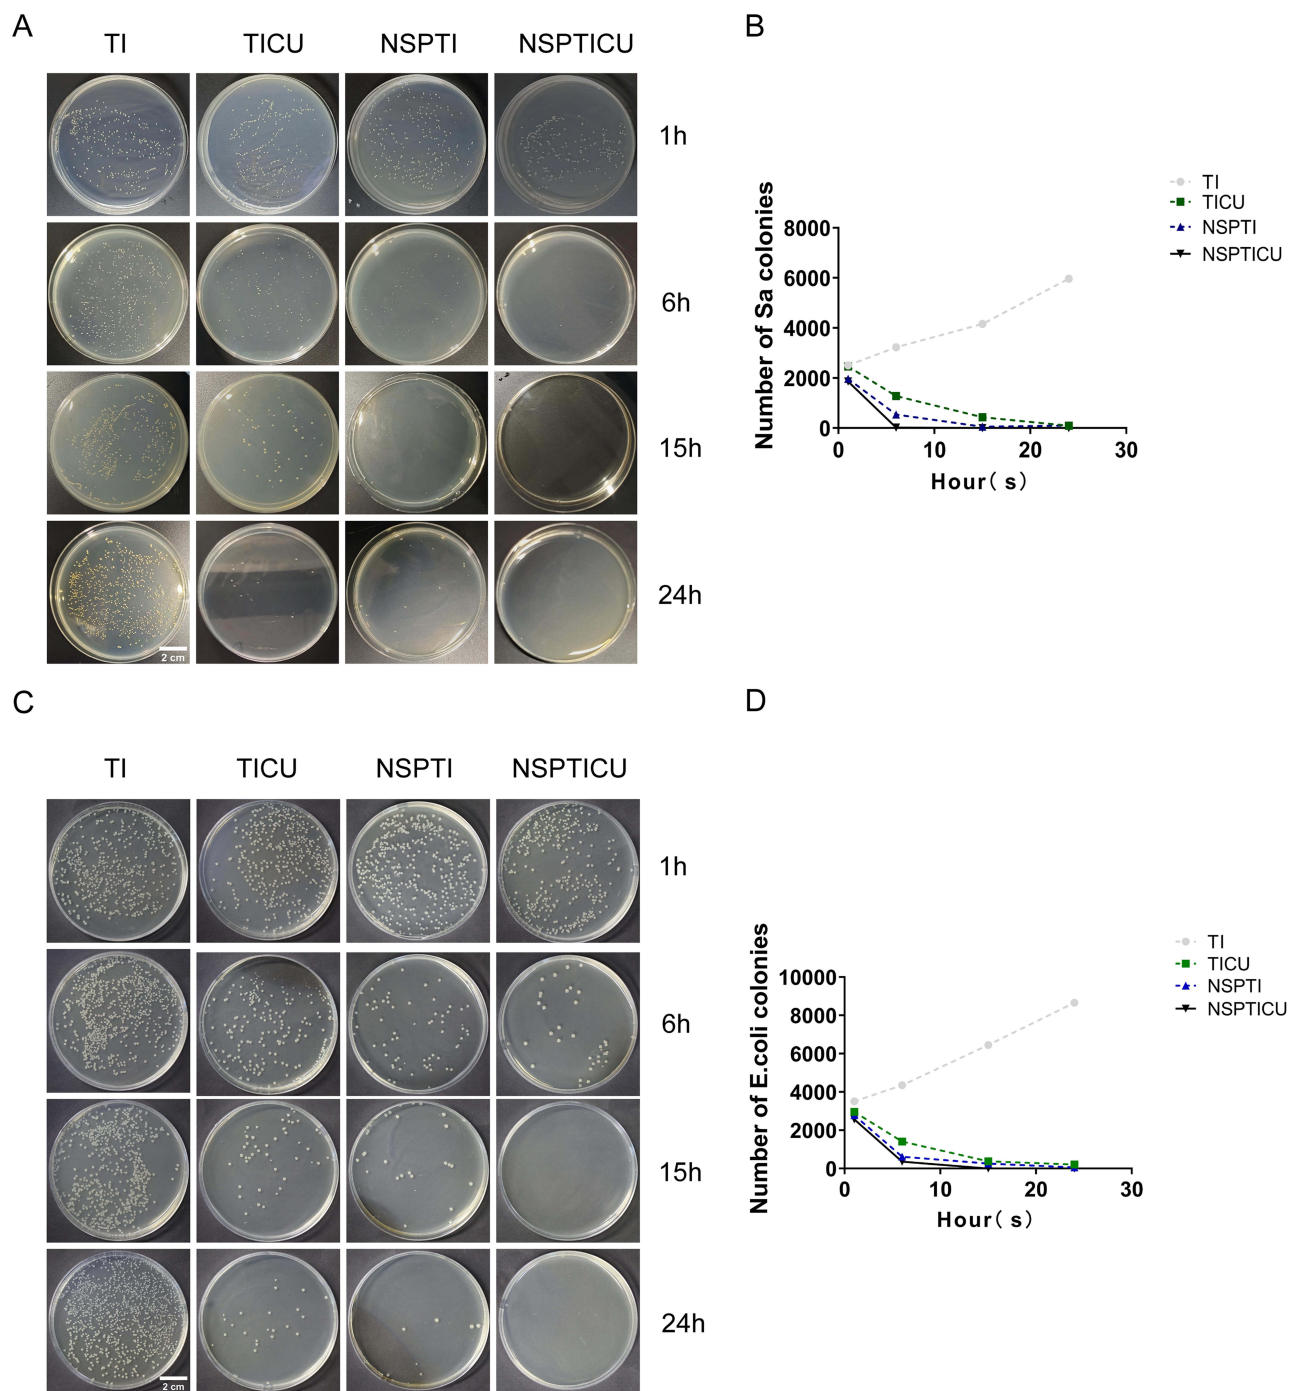 A
TI TICU NSPTI NSPTICU
1h
6h
15h
24h
2 cm
B
Number of Sa colonies
8000
6000
4000
2000
0
0 10 20 30
Hour( s)
TI
TICU
NSPTI
NSPTICU
C
TI TICU NSPTI NSPTICU
1h
6h
15h
24h
2 cm
D
Number of E.coli colonies
10000
8000
6000
4000
2000
0
0 10 20 30
Hour( s)
TI
TICU
NSPTI
NSPTICU